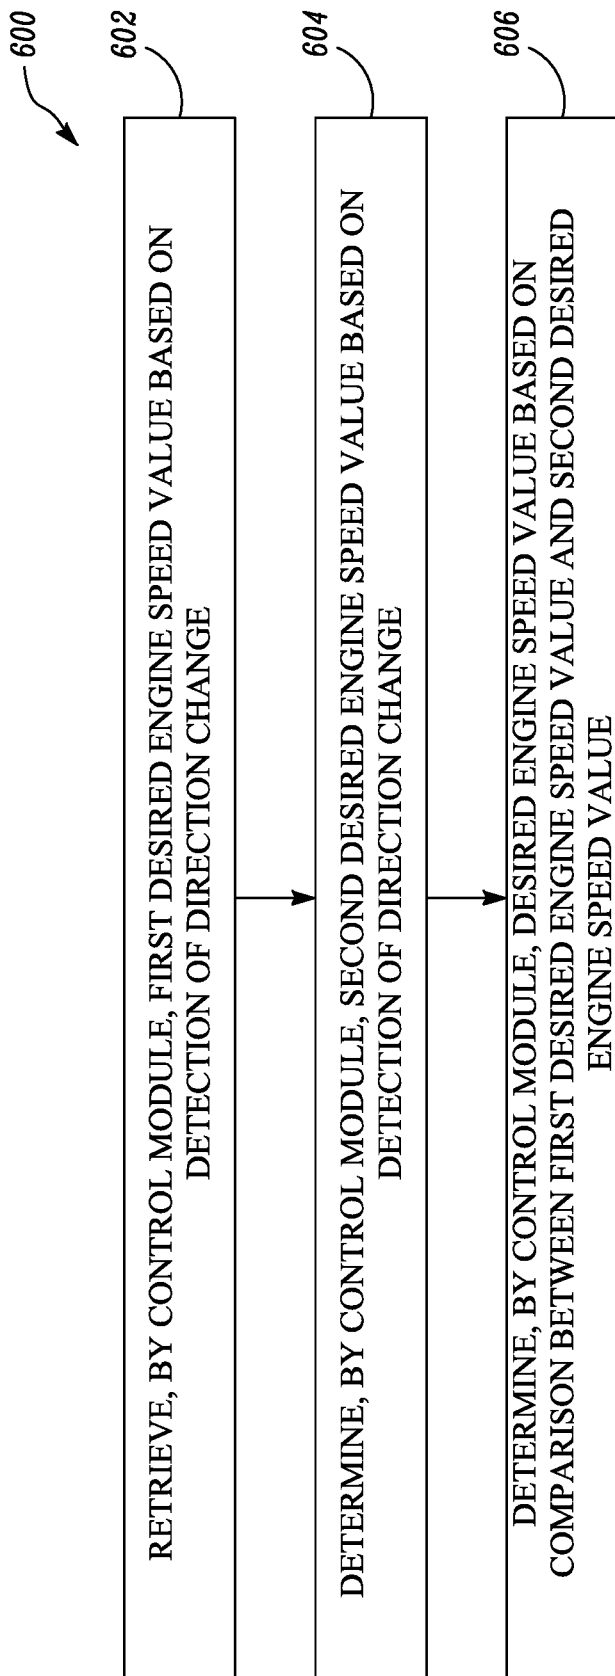 600
602
RETRIEVE, BY CONTROL MODULE, FIRST DESIRED ENGINE SPEED VALUE BASED ON
DETECTION OF DIRECTION CHANGE
604
DETERMINE, BY CONTROL MODULE, SECOND DESIRED ENGINE SPEED VALUE BASED ON
DETECTION OF DIRECTION CHANGE
606
DETERMINE, BY CONTROL MODULE, DESIRED ENGINE SPEED VALUE BASED ON
COMPARISON BETWEEN FIRST DESIRED ENGINE SPEED VALUE AND SECOND DESIRED
ENGINE SPEED VALUE